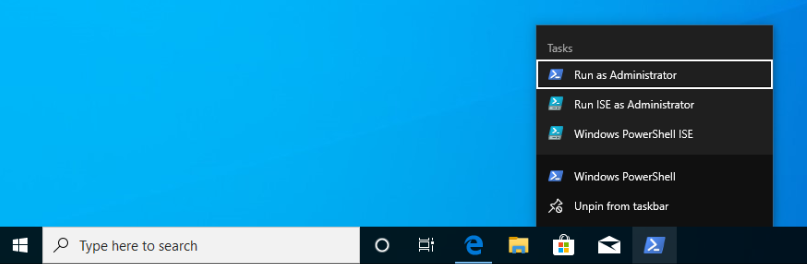 Tasks
Run as Administrator
Run ISE as Administrator
Windows PowerShell ISE
Windows PowerShell
Unpin from taskbar
Type here to search